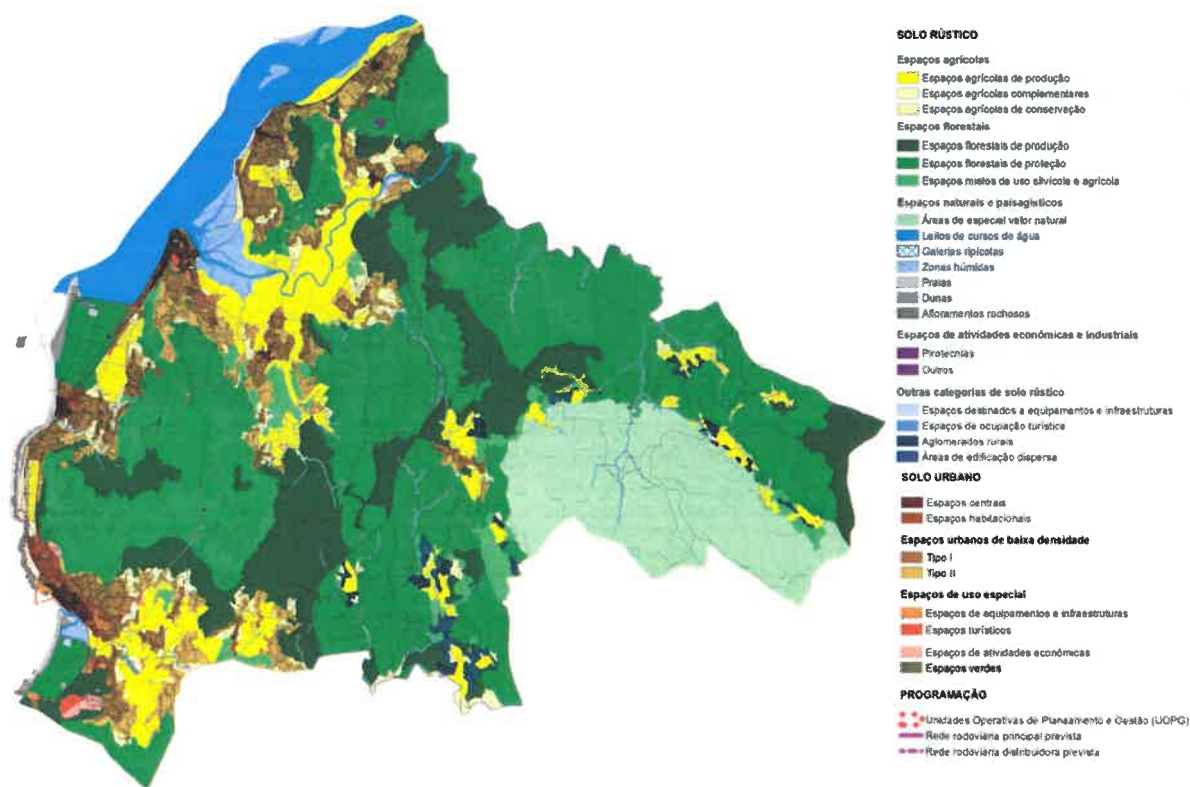 SOLO RÚSTICO
Espaços agrícolas
Espaços agrícolas de produção
Espaços agrícolas complementares
Espaços agrícolas de conservação
Espaços florestais
Espaços florestais de produção
Espaços florestais de proteção
Espaços mistos de uso silvícola e agrícola
Espaços naturais e paisagísticos
Áreas de especial valor natural
Leitos de cursos de água
Galerias ripícolas
Zonas húmidas
Praias
Dunas
Afloramentos rochosos
Espaços de atividades económicas e industriais
Pirotecnias
Outros
Outras categorias de solo rústico
Espaços destinados a equipamentos e infraestruturas
Espaços de ocupação turística
Aglomerados rurais
Áreas de edificação dispersa
SOLO URBANO
Espaços centrais
Espaços habitacionais
Espaços urbanos de baixa densidade
Tipo I
Tipo II
Espaços de uso especial
Espaços de equipamentos e infraestruturas
Espaços turísticos
Espaços de atividades económicas
Espaços verdes
PROGRAMAÇÃO
Unidades Operativas de Planeamento e Gestão (UOPG)
Rede rodoviária principal prevista
Rede rodoviária distribuidora prevista